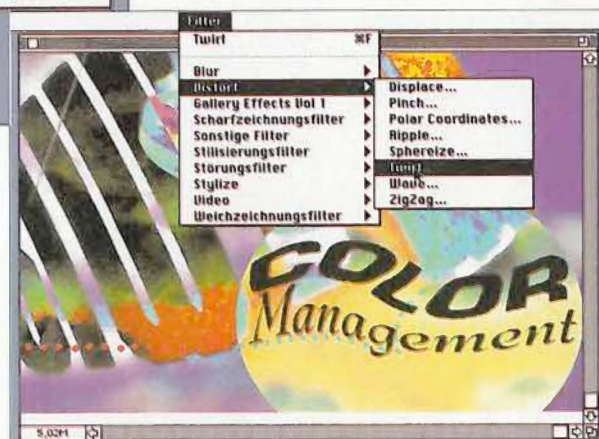 Filter
Twirl ⌘F
Blur
Distort
Gallery Effects Vol 1
Scharfzeichnungsfilter
Sonstige Filter
Stilisierungsfilter
Störungsfilter
Stylize
Video
Weichzeichnungsfilter
Displace...
Pinch...
Polar Coordinates...
Ripple...
Spherize...
Twirl...
Wave...
ZigZag...
COLOR
Management
5,02M